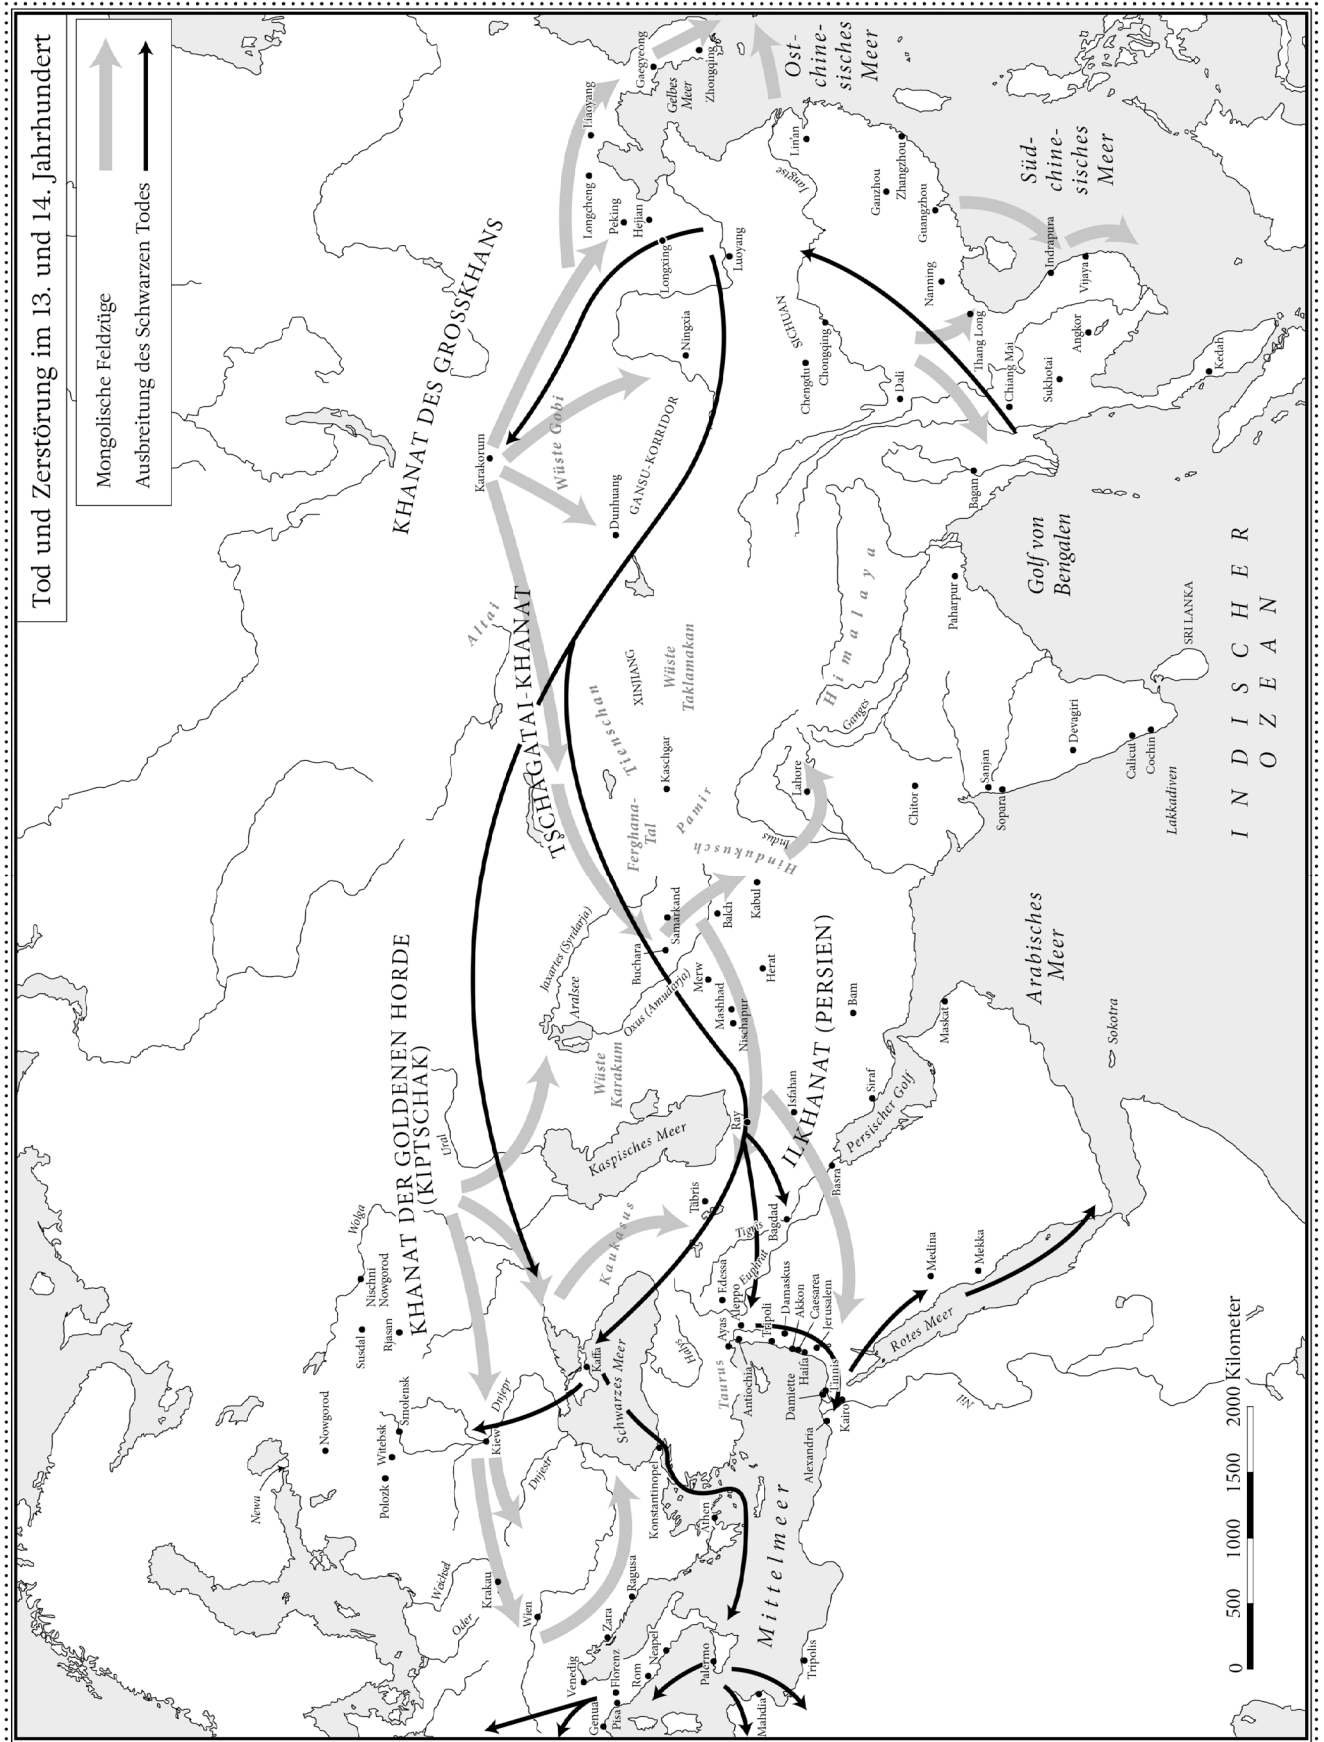 Tod und Zerstörung im 13. und 14. Jahrhundert
Mongolische Feldzüge
Ausbreitung des Schwarzen Todes
KHANAT DES GROSSKHANS
KHANAT DER GOLDENEN HORDE
(KIPTSCHAK)
TSCHAGATAI-KHANAT
ILKHANAT (PERSIEN)
Newa
Nowgorod
Polozk
Witebsk
Smolensk
Susdal
Rjasan
Nischni
Nowgorod
Wolga
Ural
Weichsel
Oder
Krakau
Wien
Kiew
Dnjepr
Dnjestr
Venedig
Genua
Pisa
Florenz
Zara
Ragusa
Rom
Neapel
Palermo
Mahdia
Tripolis
Mittelmeer
Athen
Konstantinopel
Schwarzes Meer
Kaffa
Kaukasus
Halys
Taurus
Antiochia
Ayas
Aleppo
Edessa
Tripoli
Damaskus
Akkon
Caesarea
Jerusalem
Haifa
Damiette
Tinnis
Alexandria
Kairo
Nil
Rotes Meer
Medina
Mekka
Euphrat
Tigris
Bagdad
Täbris
Basra
Kaspisches Meer
Ray
Isfahan
Siraf
Persischer Golf
Maskat
Bam
Wüste
Karakum
Aralsee
Jaxartes (Syrdarja)
Oxus (Amudarja)
Buchara
Samarkand
Merw
Mashhad
Nischapur
Herat
Balch
Kabul
Hindukusch
Pamir
Ferghana-
Tal
Tienschan
Kaschgar
XINJIANG
Wüste
Taklamakan
Altai
Karakorum
Wüste Gobi
Dunhuang
GANSU-KORRIDOR
Ningxia
Longxing
Luoyang
Hejian
Peking
Longcheng
Liaoyang
Gaegyeong
Gelbes
Meer
Zhongqing
Ost-
chine-
sisches
Meer
Jangtse
Lin'an
Ganzhou
Zhangzhou
Guangzhou
Nanning
SICHUAN
Chengdu
Chongqing
Dali
Thang Long
Chiang Mai
Sukhotai
Angkor
Indrapura
Vijaya
Kedah
Süd-
chine-
sisches
Meer
Bagan
Golf von
Bengalen
Himalaya
Ganges
Paharpur
Lahore
Indus
Chitor
Sanjan
Sopara
Devagiri
Calicut
Cochin
Lakkadiven
SRI LANKA
Arabisches
Meer
Sokotra
INDISCHER
OZEAN
0 500 1000 1500 2000 Kilometer